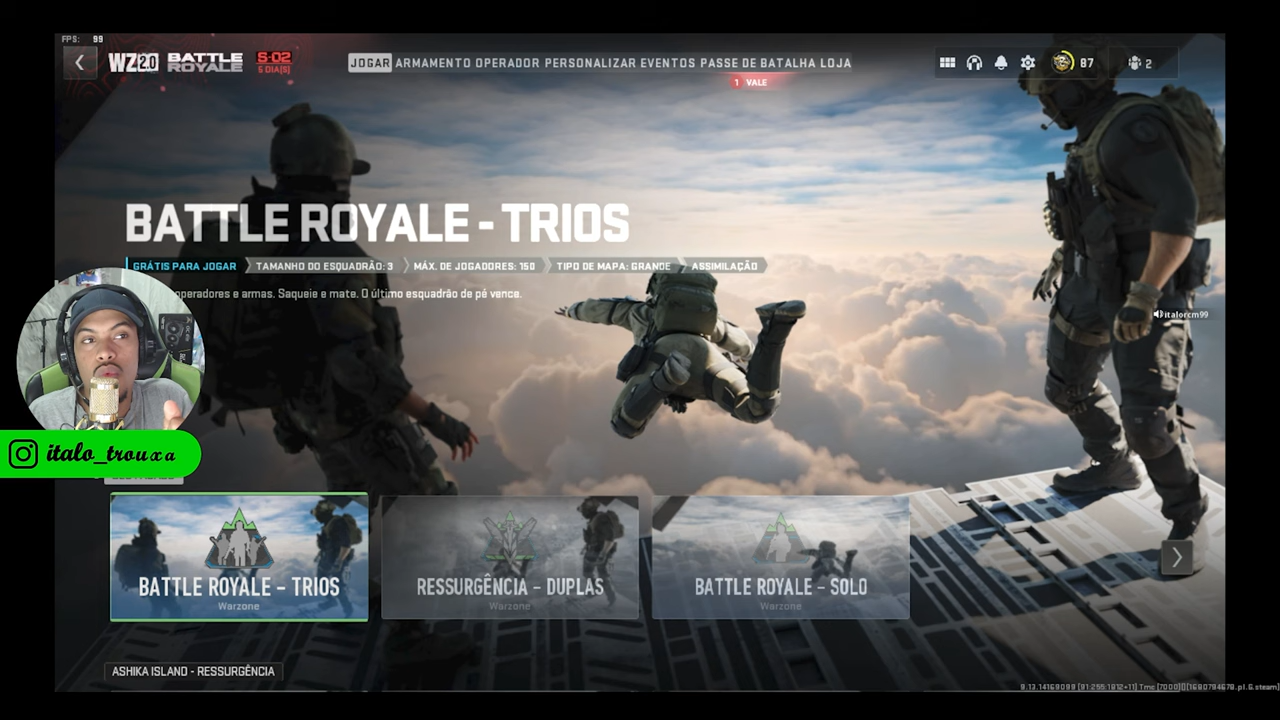 FPS: 99
WZ2.0 BATTLE ROYALE S-02 5 DIA(S)
JOGAR ARMAMENTO OPERADOR PERSONALIZAR EVENTOS PASSE DE BATALHA LOJA
87
2
1 VALE
BATTLE ROYALE - TRIOS
GRÁTIS PARA JOGAR TAMANHO DO ESQUADRÃO: 3 MÁX. DE JOGADORES: 150 TIPO DE MAPA: GRANDE ASSIMILAÇÃO
operadores e armas. Saqueie e mate. O último esquadrão de pé vence.
italorcm99
italo_trouxa
BATTLE ROYALE - TRIOS
Warzone
RESSURGÊNCIA - DUPLAS
Warzone
BATTLE ROYALE - SOLO
Warzone
ASHIKA ISLAND - RESSURGÊNCIA